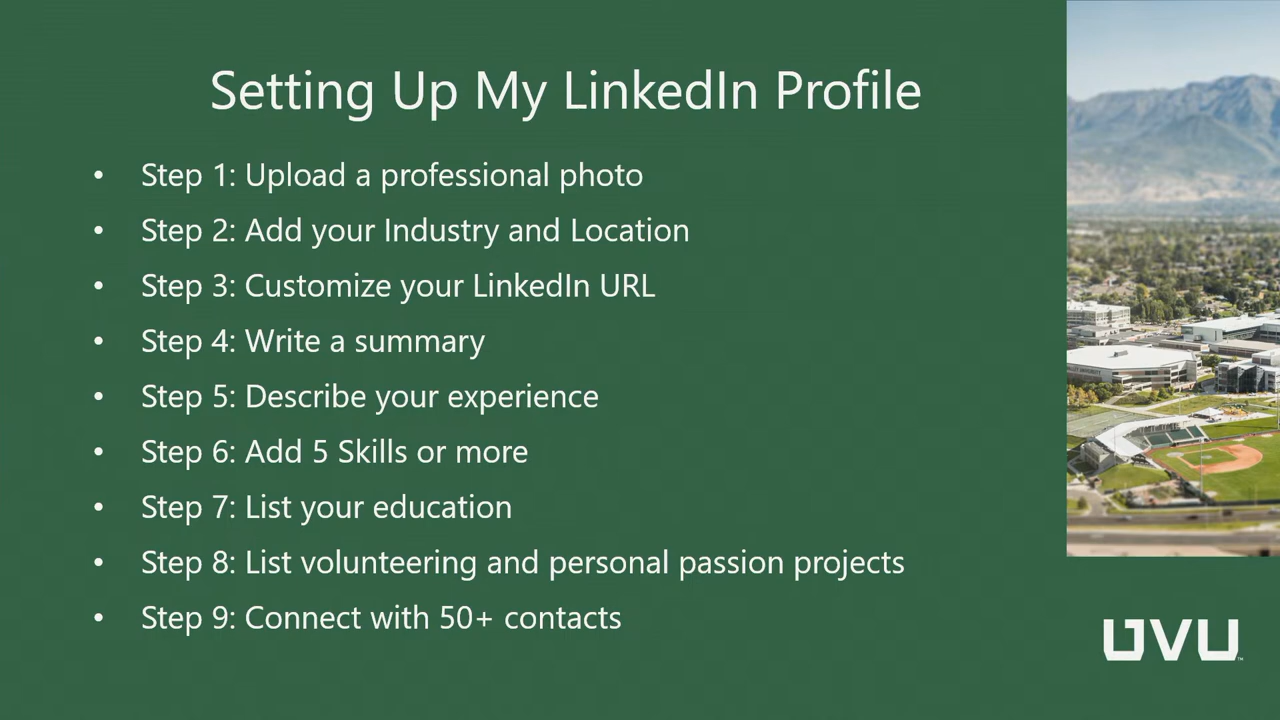 Setting Up My LinkedIn Profile
• Step 1: Upload a professional photo
• Step 2: Add your Industry and Location
• Step 3: Customize your LinkedIn URL
• Step 4: Write a summary
• Step 5: Describe your experience
• Step 6: Add 5 Skills or more
• Step 7: List your education
• Step 8: List volunteering and personal passion projects
• Step 9: Connect with 50+ contacts
UVU™